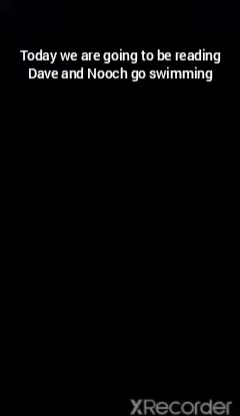 Today we are going to be reading
Dave and Nooch go swimming
XRecorder